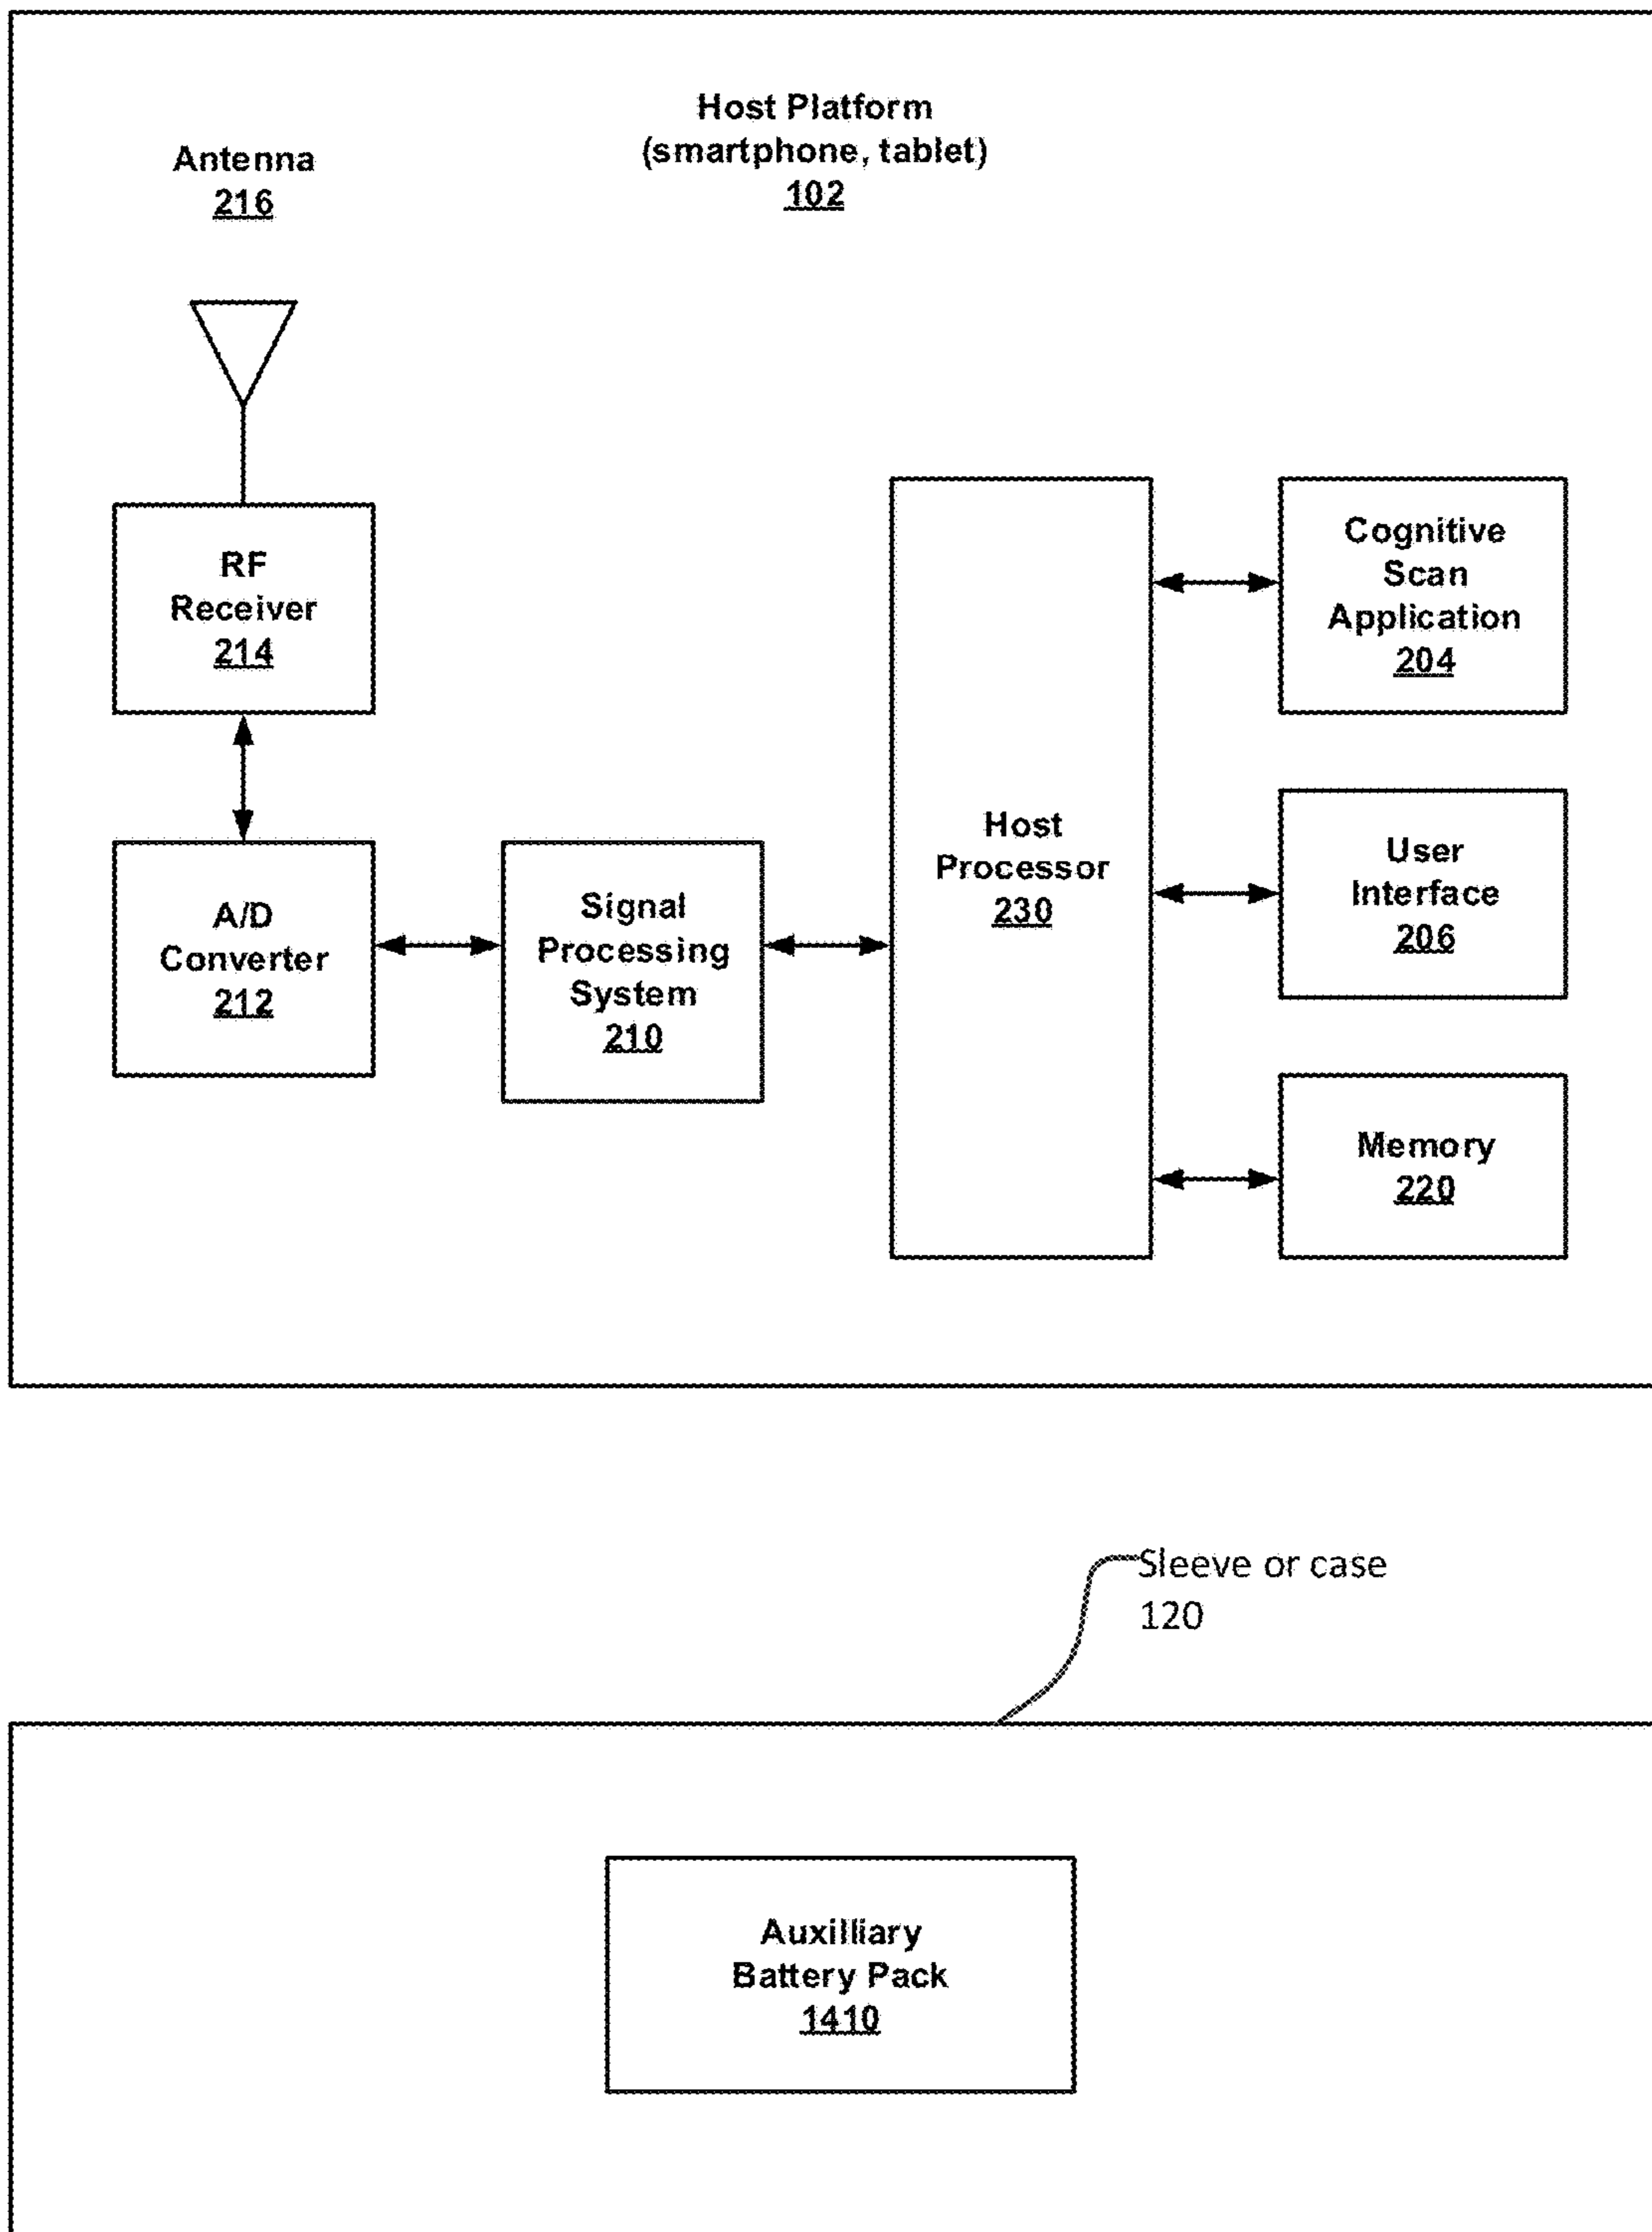 Host Platform
(smartphone, tablet)
102
Antenna
216
RF
Receiver
214
A/D
Converter
212
Signal
Processing
System
210
Host
Processor
230
Cognitive
Scan
Application
204
User
Interface
206
Memory
220
Sleeve or case
120
Auxilliary
Battery Pack
1410